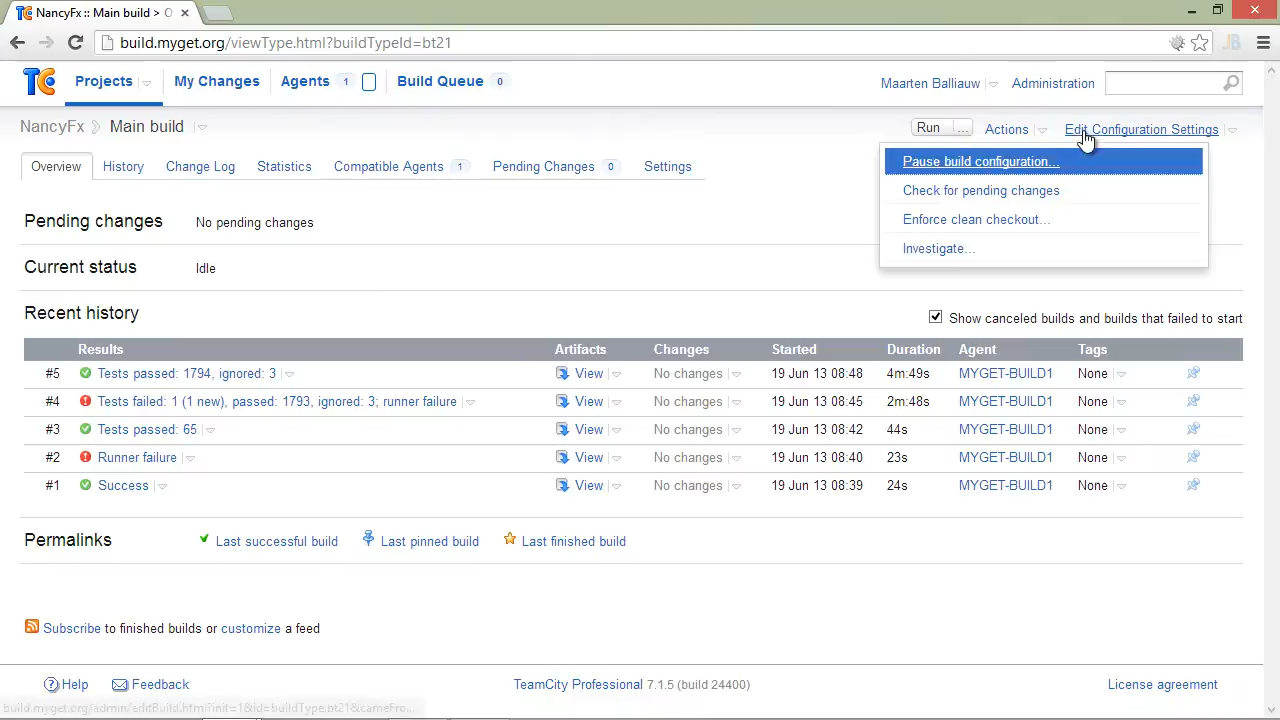 NancyFx :: Main build > O
build.myget.org/viewType.html?buildTypeId=bt21
TC Projects My Changes Agents 1 Build Queue 0 Maarten Balliauw Administration
NancyFx Main build Run ... Actions Edit Configuration Settings
Overview History Change Log Statistics Compatible Agents 1 Pending Changes 0 Settings
Pause build configuration...
Check for pending changes
Enforce clean checkout...
Investigate...
Pending changes No pending changes
Current status Idle
Recent history
Show canceled builds and builds that failed to start
Results Artifacts Changes Started Duration Agent Tags
#5 Tests passed: 1794, ignored: 3 View No changes 19 Jun 13 08:48 4m:49s MYGET-BUILD1 None
#4 Tests failed: 1 (1 new), passed: 1793, ignored: 3; runner failure View No changes 19 Jun 13 08:45 2m:48s MYGET-BUILD1 None
#3 Tests passed: 65 View No changes 19 Jun 13 08:42 44s MYGET-BUILD1 None
#2 Runner failure View No changes 19 Jun 13 08:40 23s MYGET-BUILD1 None
#1 Success View No changes 19 Jun 13 08:39 24s MYGET-BUILD1 None
Permalinks Last successful build Last pinned build Last finished build
Subscribe to finished builds or customize a feed
Help Feedback TeamCity Professional 7.1.5 (build 24400) License agreement